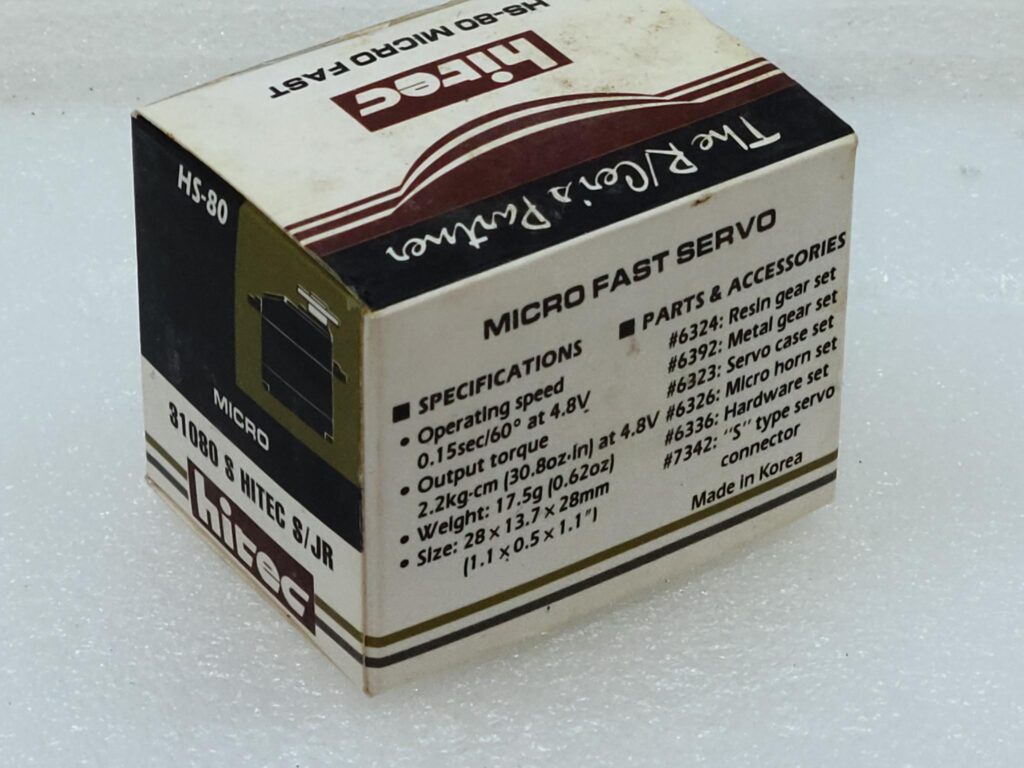 HS-80 MICRO FAST
hitec
The R/Cer's Partner
HS-80
MICRO
31080 S HITEC S/JR
hitec
MICRO FAST SERVO
■ SPECIFICATIONS
• Operating speed
0.15sec/60° at 4.8V
• Output torque
2.2kg·cm (30.8oz·in) at 4.8V
• Weight: 17.5g (0.62oz)
• Size: 28 × 13.7 × 28mm
(1.1 × 0.5 × 1.1")
■ PARTS & ACCESSORIES
#6324: Resin gear set
#6392: Metal gear set
#6323: Servo case set
#6326: Micro horn set
#6336: Hardware set
#7342: "S" type servo
connector
Made in Korea